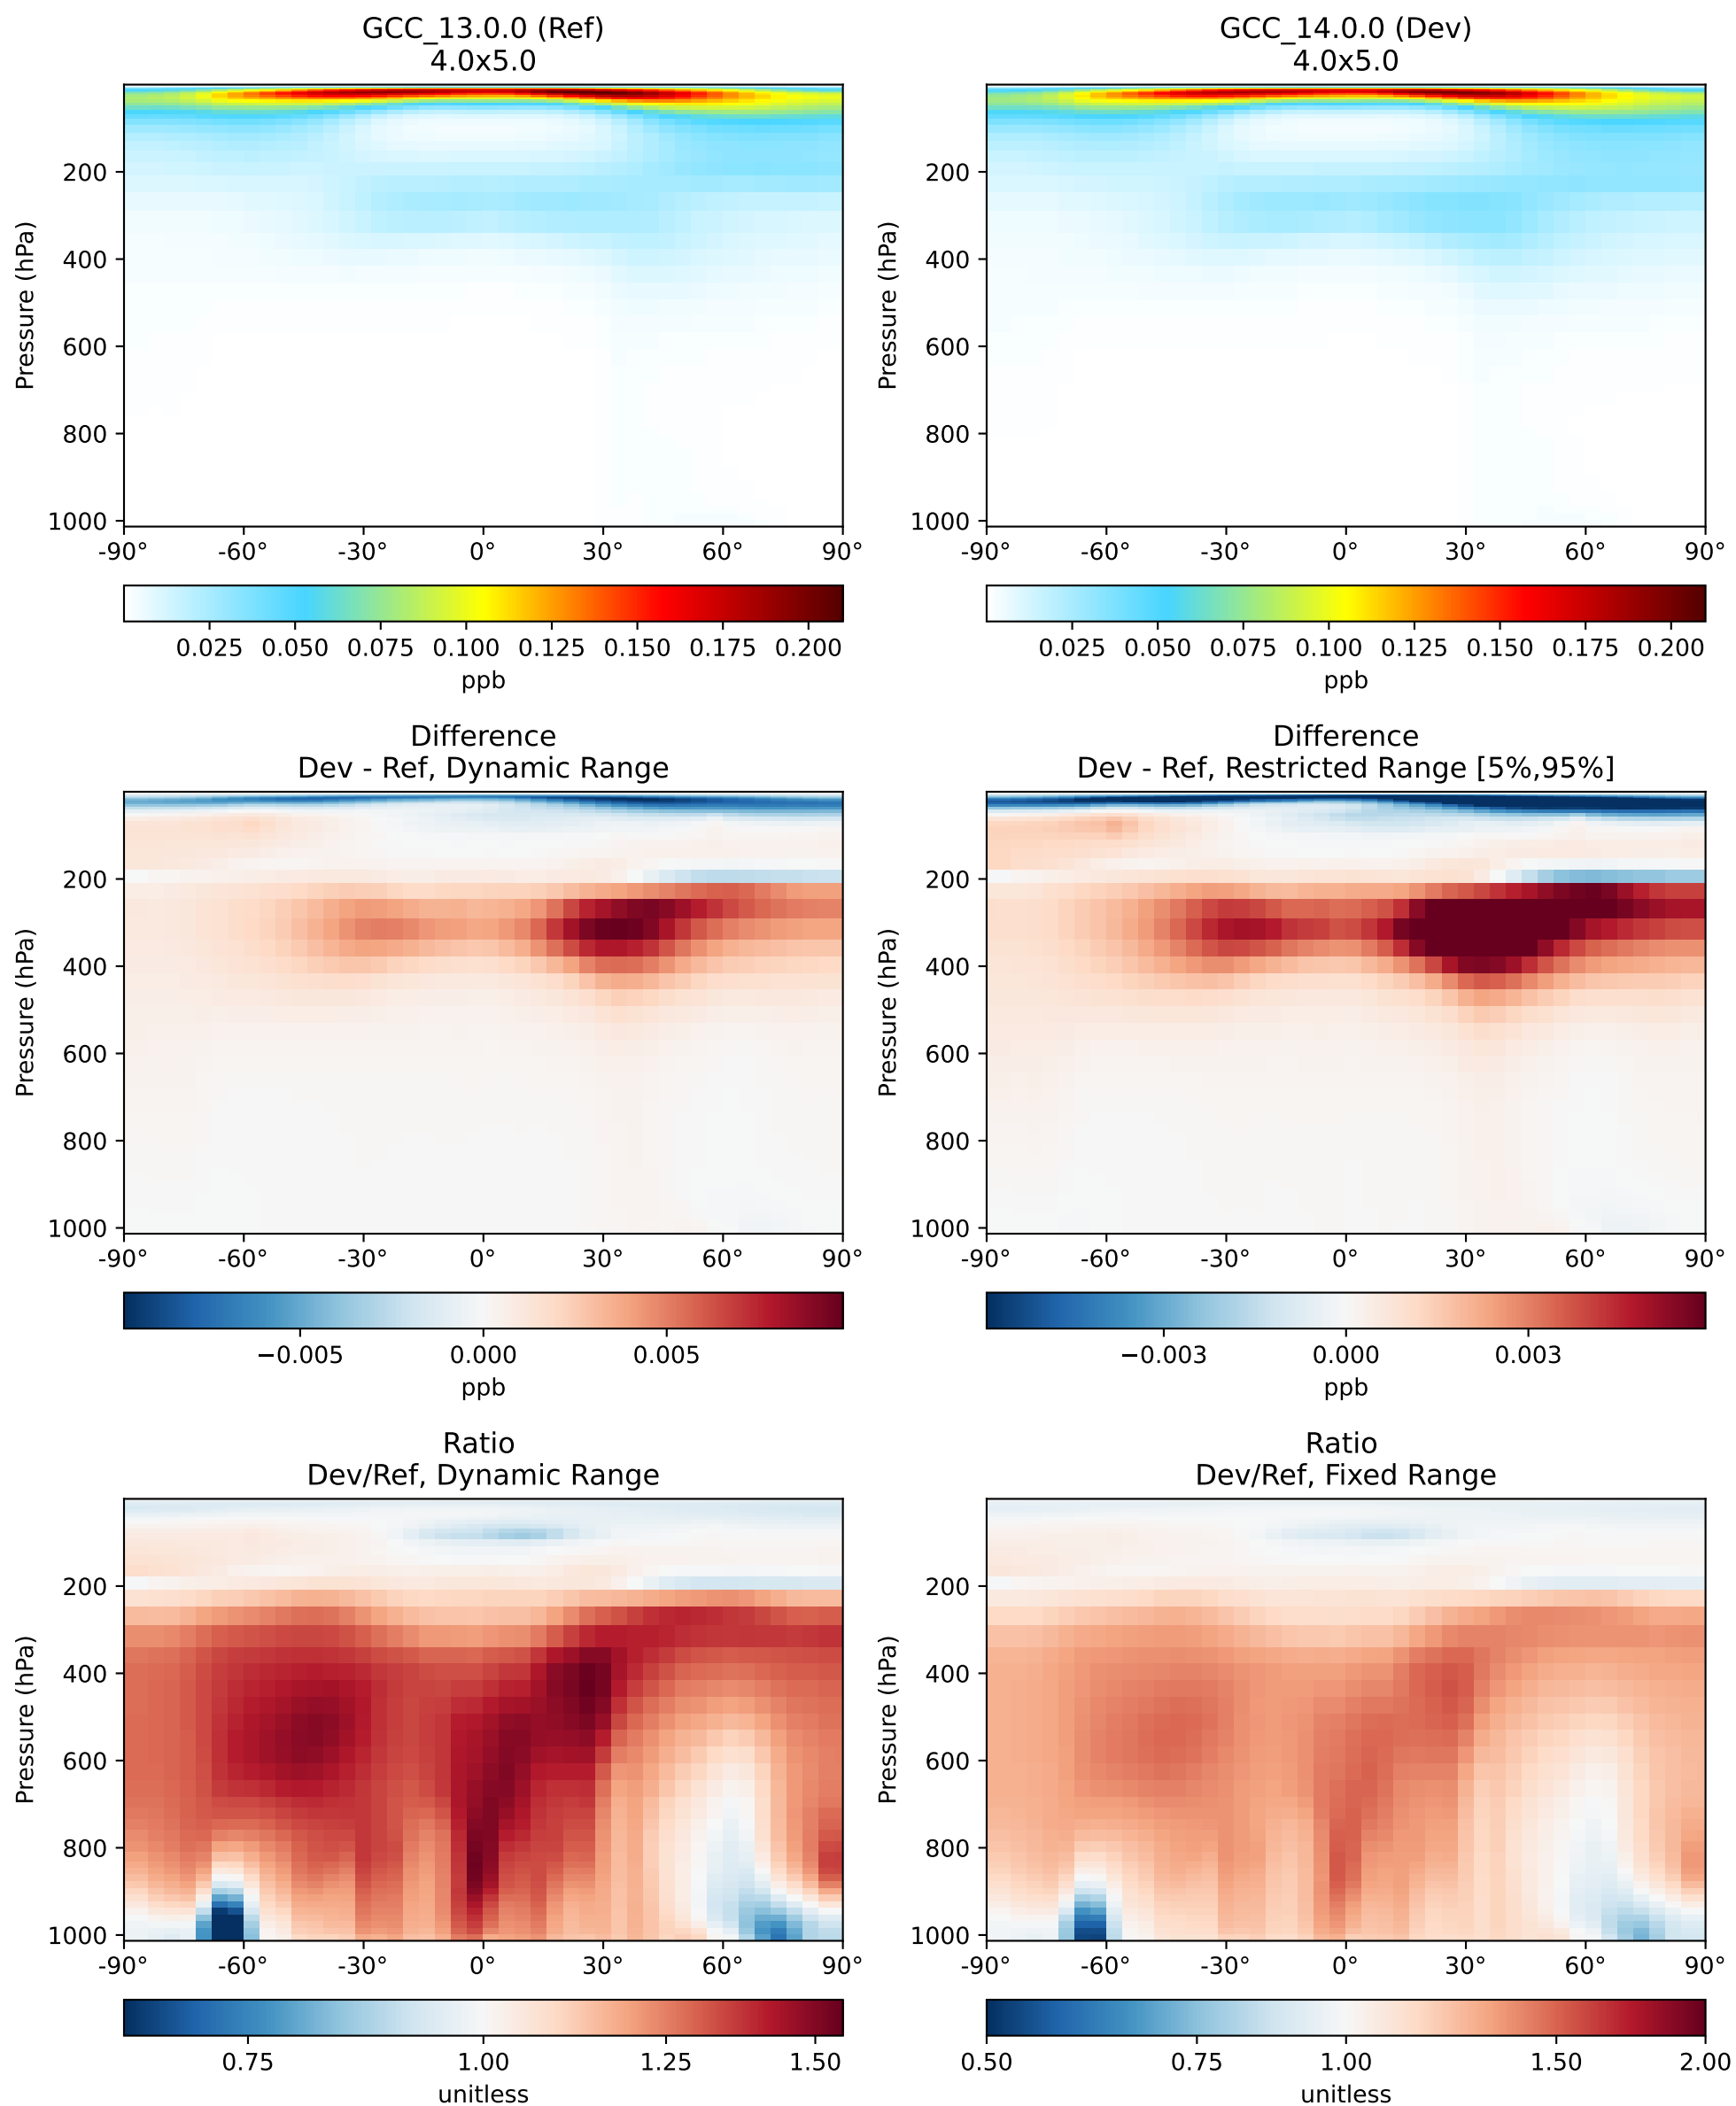 GCC_13.0.0 (Ref)
4.0x5.0
Pressure (hPa)
200
400
600
800
1000
-90° -60° -30° 0° 30° 60° 90°
0.025 0.050 0.075 0.100 0.125 0.150 0.175 0.200
ppb
GCC_14.0.0 (Dev)
4.0x5.0
Pressure (hPa)
200
400
600
800
1000
-90° -60° -30° 0° 30° 60° 90°
0.025 0.050 0.075 0.100 0.125 0.150 0.175 0.200
ppb
Difference
Dev - Ref, Dynamic Range
Pressure (hPa)
200
400
600
800
1000
-90° -60° -30° 0° 30° 60° 90°
−0.005 0.000 0.005
ppb
Difference
Dev - Ref, Restricted Range [5%,95%]
Pressure (hPa)
200
400
600
800
1000
-90° -60° -30° 0° 30° 60° 90°
−0.003 0.000 0.003
ppb
Ratio
Dev/Ref, Dynamic Range
Pressure (hPa)
200
400
600
800
1000
-90° -60° -30° 0° 30° 60° 90°
0.75 1.00 1.25 1.50
unitless
Ratio
Dev/Ref, Fixed Range
Pressure (hPa)
200
400
600
800
1000
-90° -60° -30° 0° 30° 60° 90°
0.50 0.75 1.00 1.50 2.00
unitless